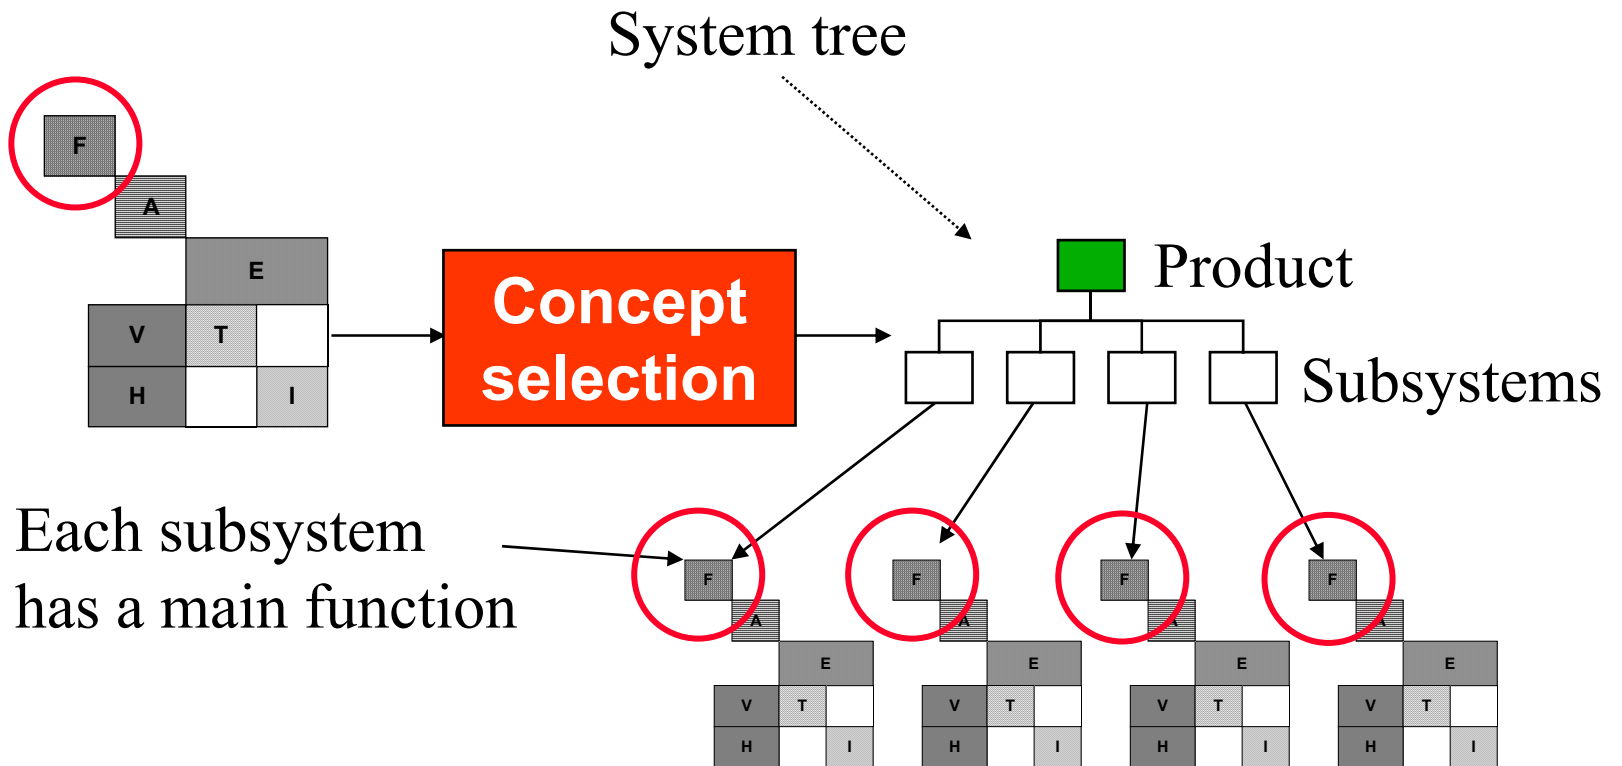 System tree
F
A
E
V T
H I
Concept
selection
Product
Subsystems
Each subsystem
has a main function
F F F F
A A A A
E E E E
V T V T V T V T
H I H I H I H I